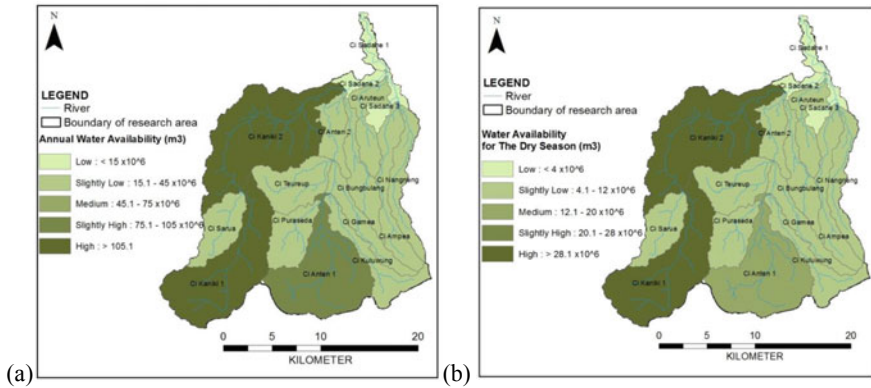 (a)
N
LEGEND
River
Boundary of research area
Annual Water Availability (m3)
Low : < 15 x10^6
Slightly Low : 15.1 - 45 x10^6
Medium : 45.1 - 75 x10^6
Slightly High : 75.1 - 105 x10^6
High : > 105.1
Ci Sadane 1
Ci Sadane 2
Ci Aruteun
Ci Sadane 3
Ci Kaniki 2
Ci Anten 2
Ci Nangneng
Ci Teureup
Ci Bungbulang
Ci Sarua
Ci Puraseda
Ci Gamea
Ci Ampea
Ci Anten 1
Ci Kuluwung
Ci Kaniki 1
0 5 10 20
KILOMETER
(b)
N
LEGEND
River
Boundary of research area
Water Availability
for The Dry Season (m3)
Low : < 4 x10^6
Slightly Low : 4.1 - 12 x10^6
Medium : 12.1 - 20 x10^6
Slightly High : 20.1 - 28 x10^6
High : > 28.1 x10^6
Ci Sadane 1
Ci Sadane 2
Ci Aruteun
Ci Sadane 3
Ci Kaniki 2
Ci Anten 2
Ci Nangneng
Ci Teureup
Ci Bungbulang
Ci Sarua
Ci Puraseda
Ci Gamea
Ci Ampea
Ci Anten 1
Ci Kuluwung
Ci Kaniki 1
0 5 10 20
KILOMETER